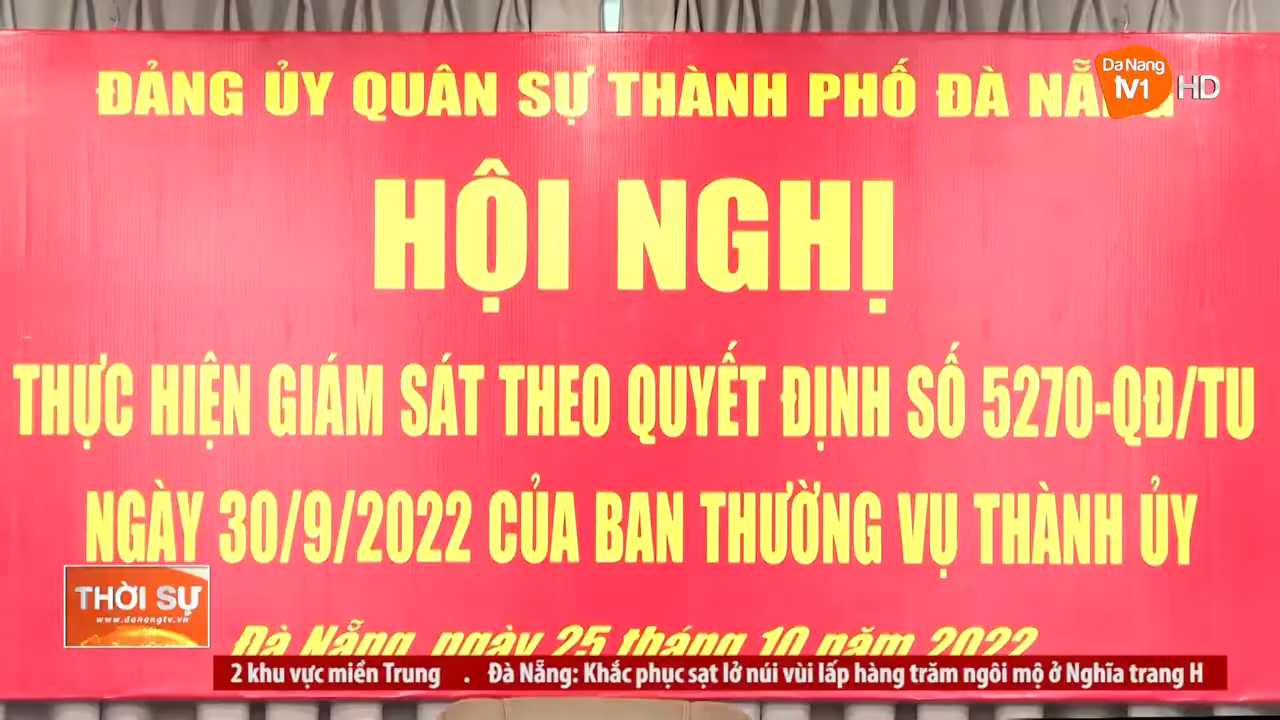 ĐẢNG ỦY QUÂN SỰ THÀNH PHỐ ĐÀ NẴNG
Da Nang
tv1
HD
HỘI NGHỊ
THỰC HIỆN GIÁM SÁT THEO QUYẾT ĐỊNH SỐ 5270-QĐ/TU
NGÀY 30/9/2022 CỦA BAN THƯỜNG VỤ THÀNH ỦY
THỜI SỰ
www.danangtv.vn
Đà Nẵng, ngày 25 tháng 10 năm 2022
2 khu vực miền Trung . Đà Nẵng: Khắc phục sạt lở núi vùi lấp hàng trăm ngôi mộ ở Nghĩa trang H